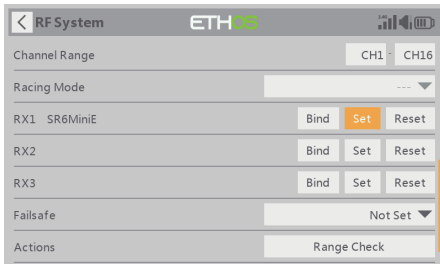 RF System ETHOS
Channel Range CH1 - CH16
Racing Mode ---
RX1 SR6MiniE Bind Set Reset
RX2 Bind Set Reset
RX3 Bind Set Reset
Failsafe Not Set
Actions Range Check